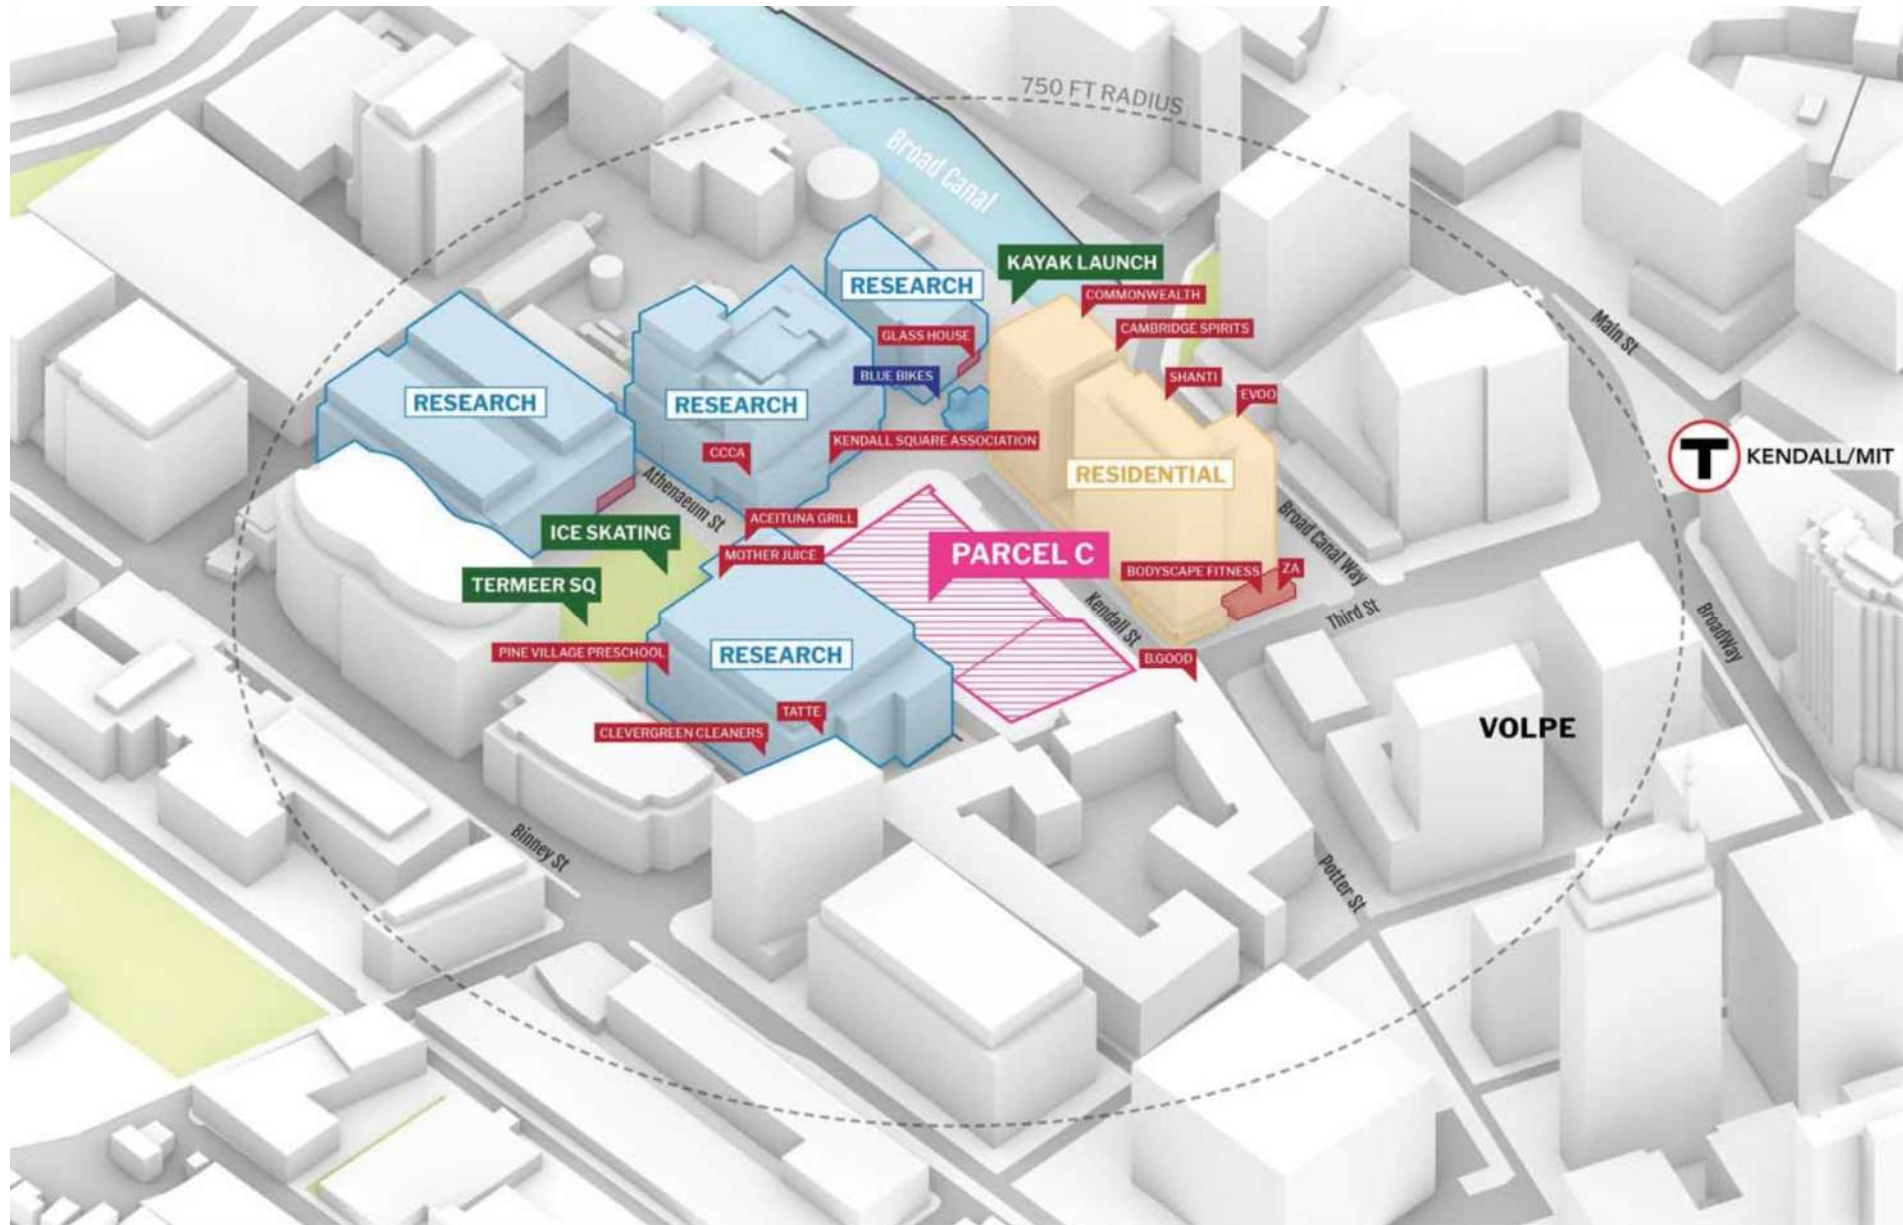 750 FT RADIUS
Broad Canal
KAYAK LAUNCH
RESEARCH
COMMONWEALTH
CAMBRIDGE SPIRITS
GLASS HOUSE
Main St
BLUE BIKES
SHANTI
EVOO
RESEARCH
RESEARCH
KENDALL SQUARE ASSOCIATION
CCCA
T KENDALL/MIT
RESIDENTIAL
Athenaeum St
ACEITUNA GRILL
ICE SKATING
MOTHER JUICE
PARCEL C
Broad Canal Way
BODYSCAPE FITNESS
ZA
TERMEER SQ
Kendall St
Third St
BroadWay
PINE VILLAGE PRESCHOOL
RESEARCH
B.GOOD
TATTE
CLEVERGREEN CLEANERS
VOLPE
Binney St
Potter St